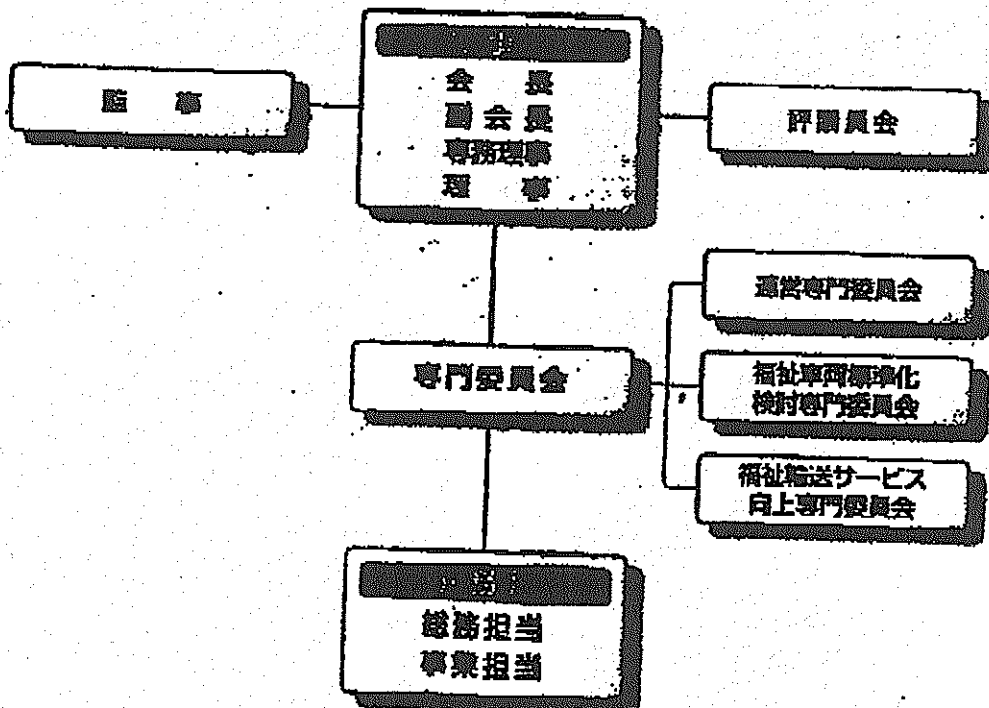 監 事
会 長
副会長
専務理事
理 事
評議員会
専門委員会
運営専門委員会
福祉車両標準化
検討専門委員会
福祉輸送サービス
向上専門委員会
総務担当
事業担当